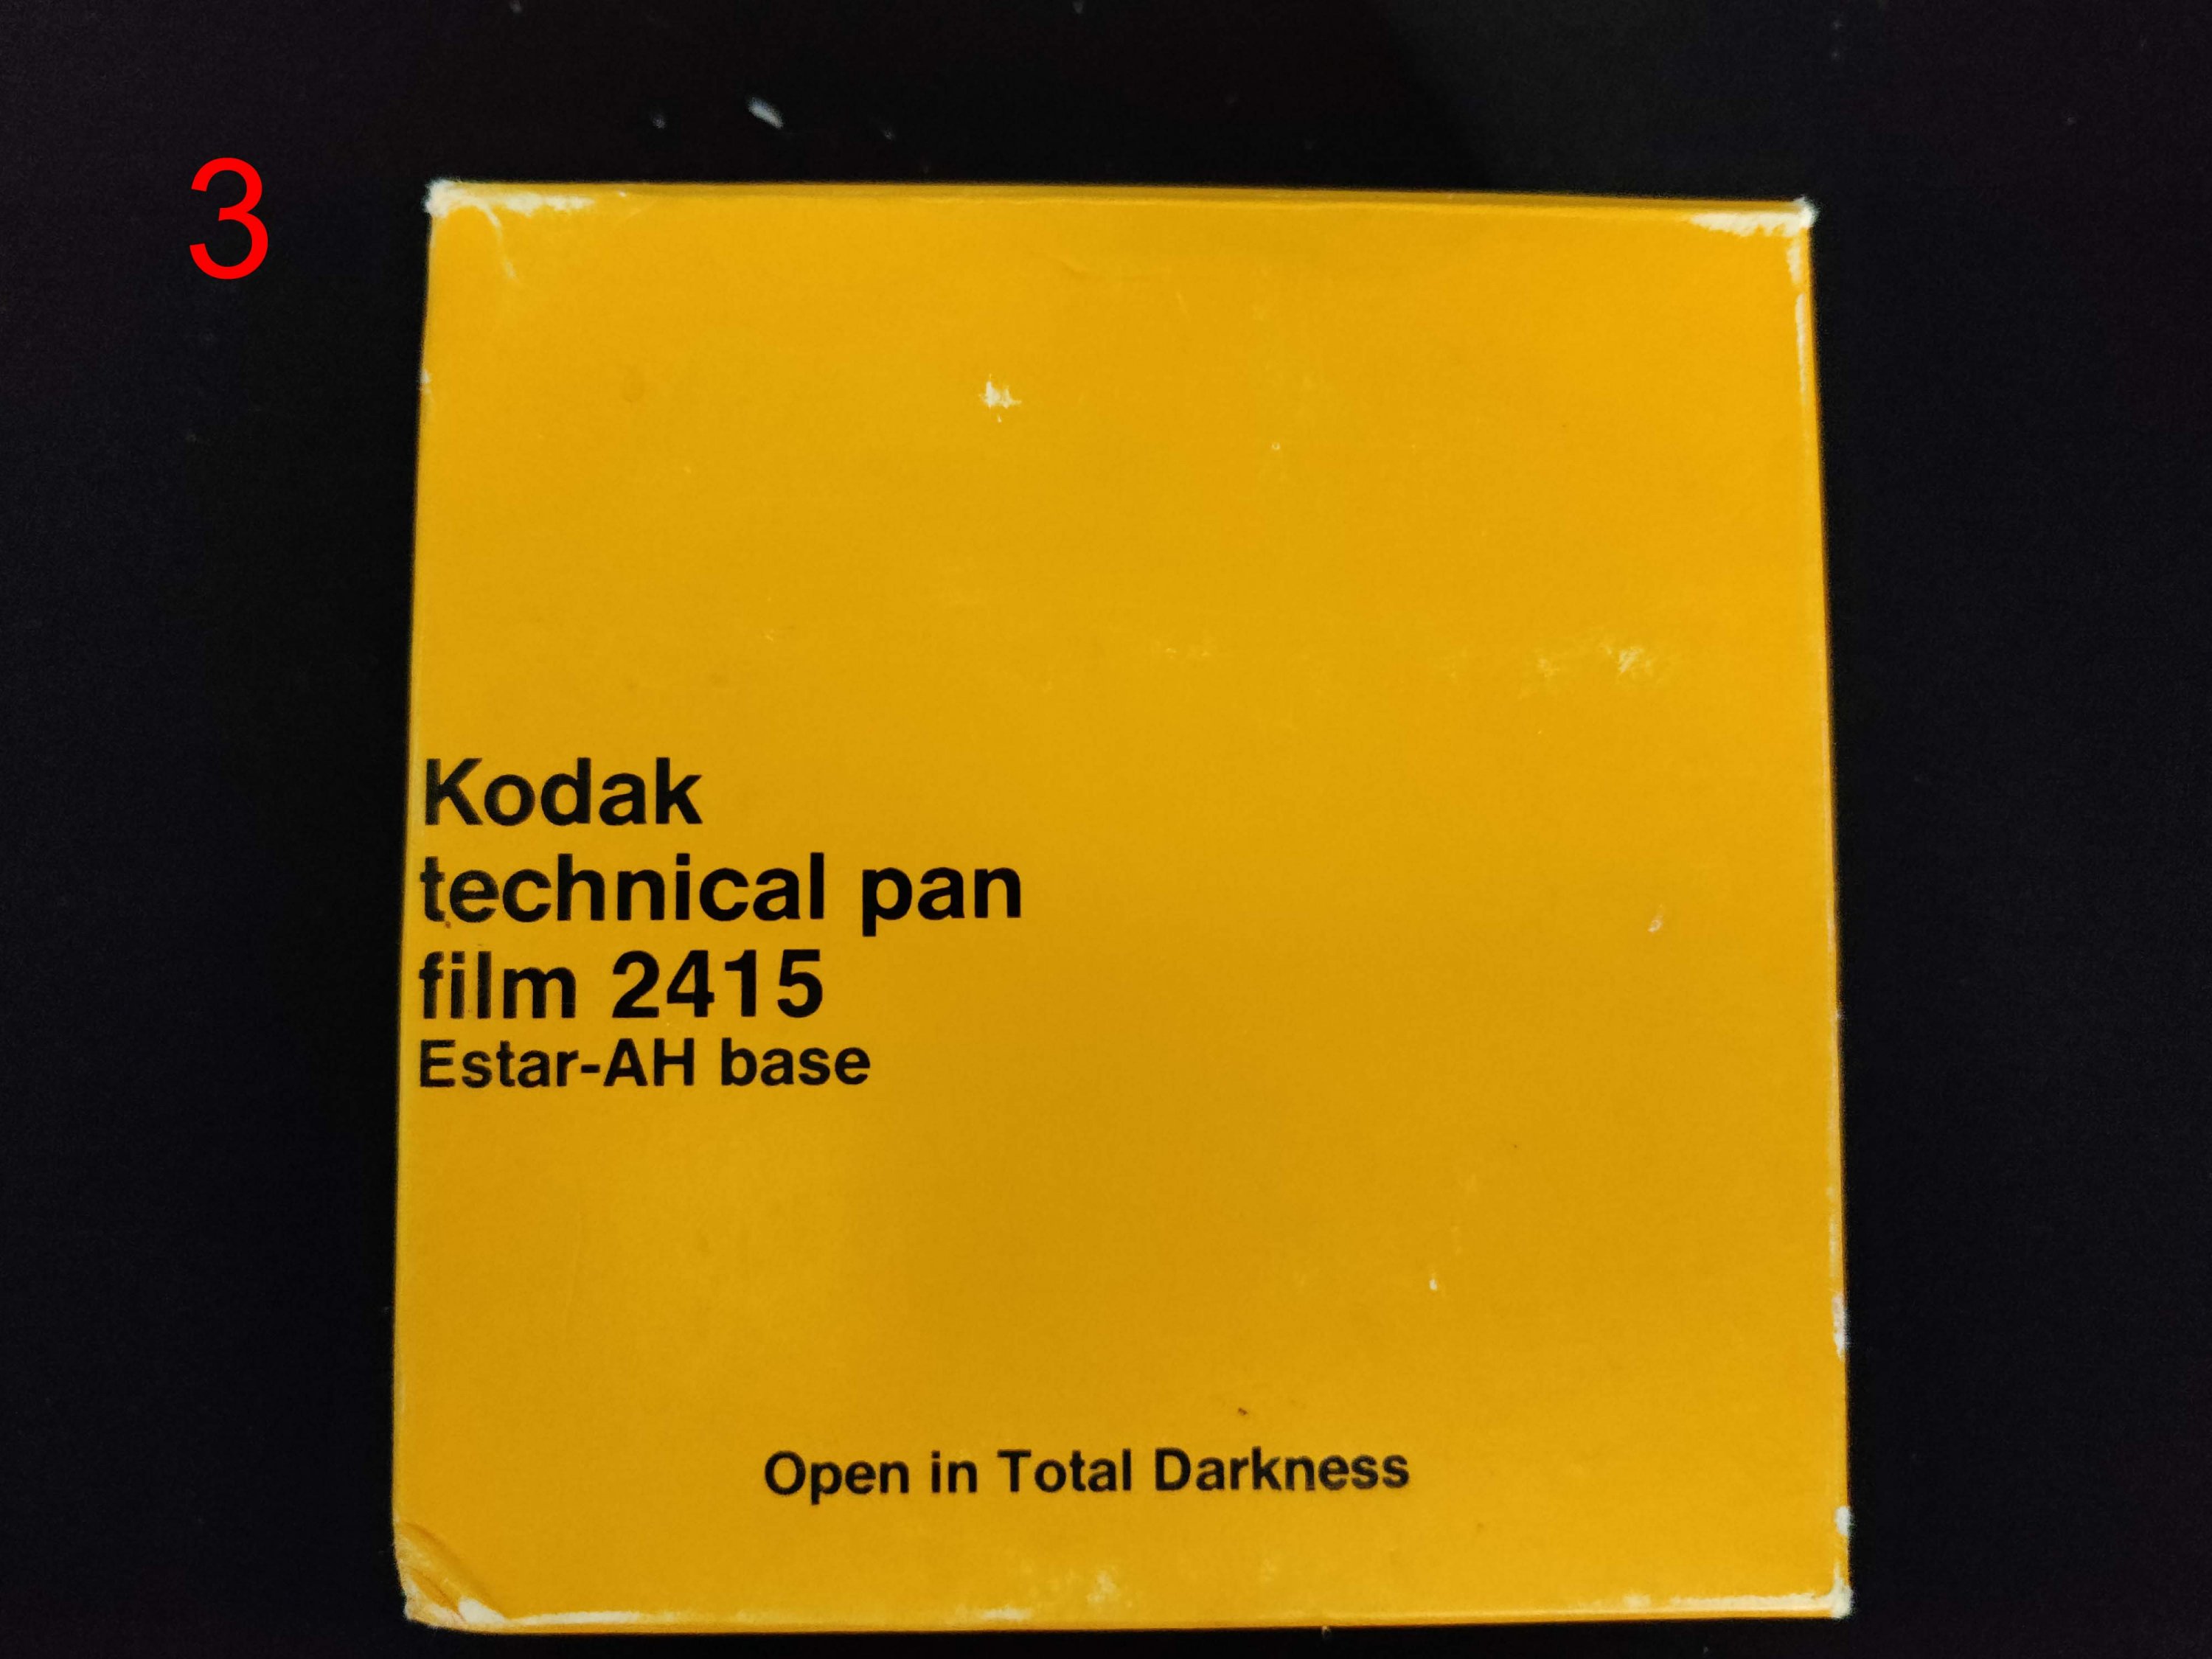 3
Kodak
technical pan
film 2415
Estar-AH base
Open in Total Darkness